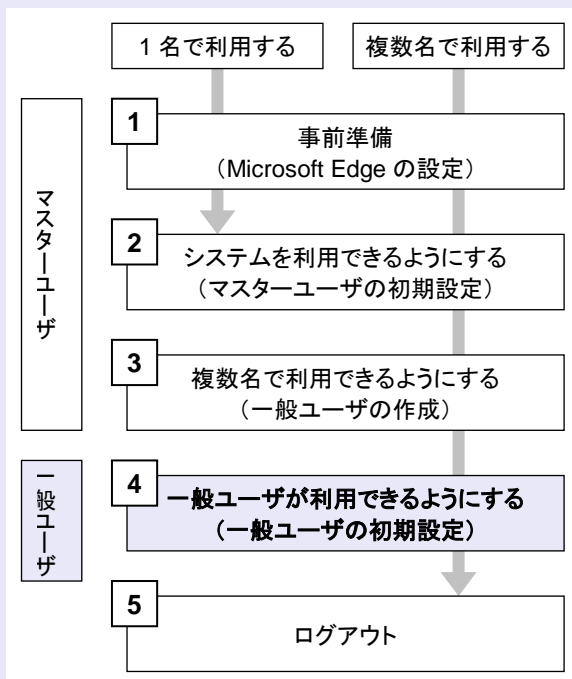 1 名で利用する
複数名で利用する
マスターユーザ
1
事前準備
（Microsoft Edge の設定）
2
システムを利用できるようにする
（マスターユーザの初期設定）
3
複数名で利用できるようにする
（一般ユーザの作成）
一般ユーザ
4
一般ユーザが利用できるようにする
（一般ユーザの初期設定）
5
ログアウト